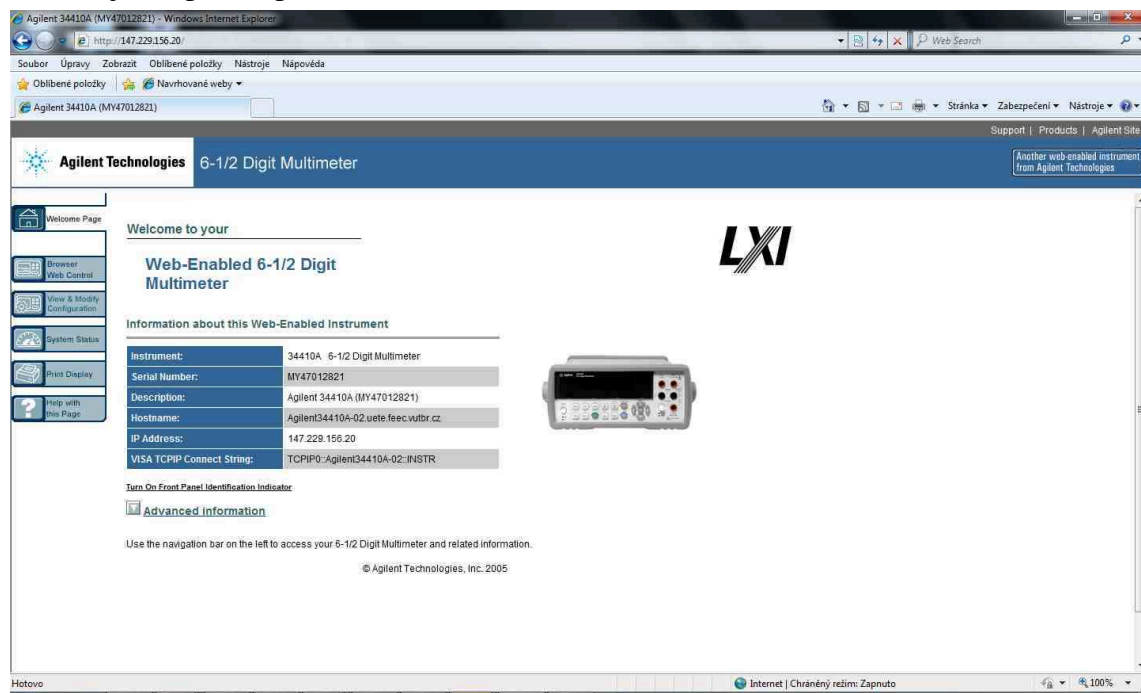 Agilent 34410A (MY47012821) - Windows Internet Explorer
http://147.229.156.20/
Web Search
Soubor Úpravy Zobrazit Oblíbené položky Nástroje Nápověda
Oblíbené položky Navrhované weby
Agilent 34410A (MY47012821)
Stránka Zabezpečení Nástroje
Support | Products | Agilent Site
Agilent Technologies 6-1/2 Digit Multimeter
Another web-enabled instrument
from Agilent Technologies
Welcome Page
Browser
Web Control
View & Modify
Configuration
System Status
Print Display
Help with
this Page
Welcome to your
LXI
Web-Enabled 6-1/2 Digit
Multimeter
Information about this Web-Enabled Instrument
Instrument: 34410A 6-1/2 Digit Multimeter
Serial Number: MY47012821
Description: Agilent 34410A (MY47012821)
Hostname: Agilent34410A-02.uete.feec.vutbr.cz
IP Address: 147.229.156.20
VISA TCPIP Connect String: TCPIP0::Agilent34410A-02::INSTR
Turn On Front Panel Identification Indicator
Advanced information
Use the navigation bar on the left to access your 6-1/2 Digit Multimeter and related information.
© Agilent Technologies, Inc. 2005
Hotovo
Internet | Chráněný režim: Zapnuto
100%